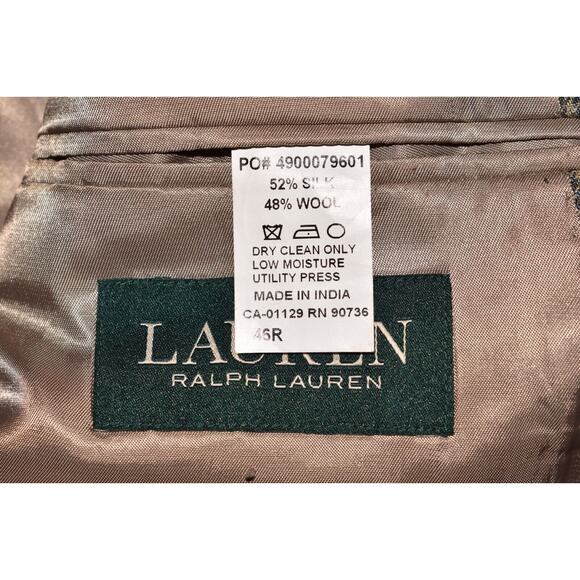 PO# 4900079601
52% SILK
48% WOOL
DRY CLEAN ONLY
LOW MOISTURE
UTILITY PRESS
MADE IN INDIA
CA-01129 RN 90736
46R
LAUREN
RALPH LAUREN